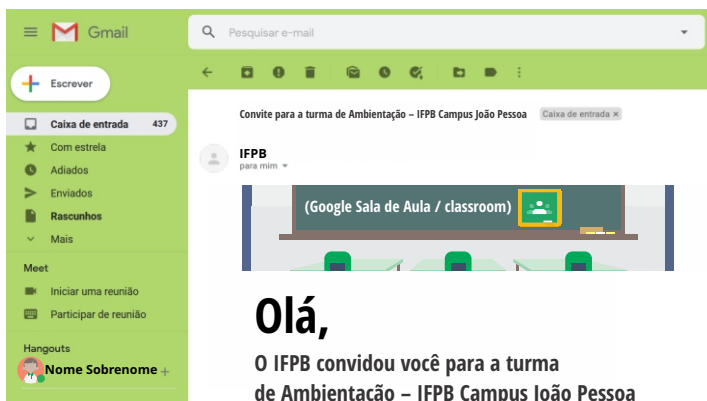 Gmail
Pesquisar e-mail
Escrever
Caixa de entrada 437
Com estrela
Adiados
Enviados
Rascunhos
Mais
Meet
Iniciar uma reunião
Participar de reunião
Hangouts
Nome Sobrenome +
Convite para a turma de Ambientação – IFPB Campus João Pessoa Caixa de entrada ×
IFPB
para mim
(Google Sala de Aula / classroom)
Olá,
O IFPB convidou você para a turma
de Ambientação – IFPB Campus João Pessoa